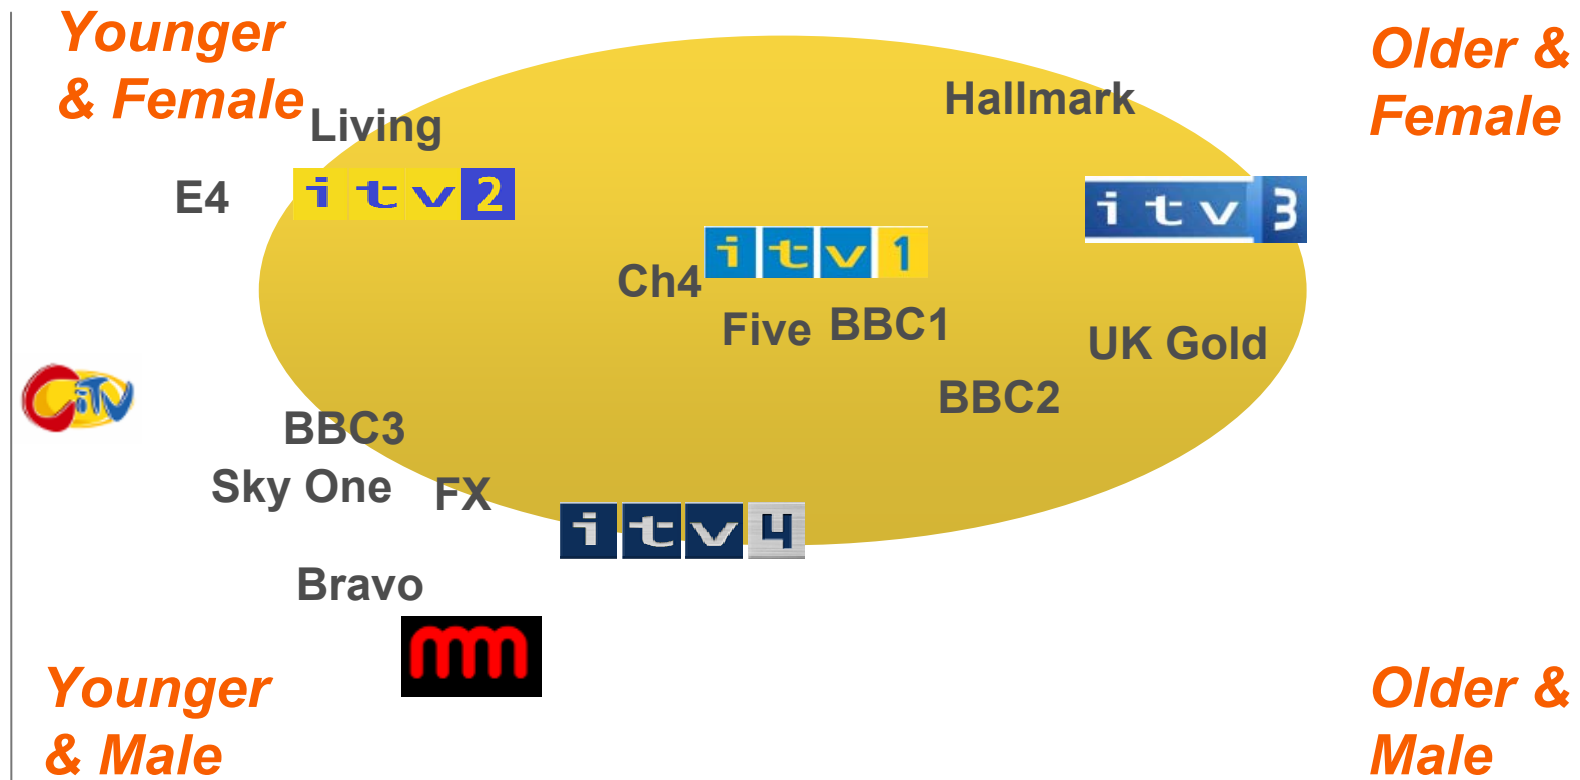 Younger
& Female
Older &
Female
Living
Hallmark
E4
itv2
itv3
itv1
Ch4
Five
BBC1
UK Gold
CiTV
BBC2
BBC3
Sky One
FX
itv4
Bravo
mm
Younger
& Male
Older &
Male